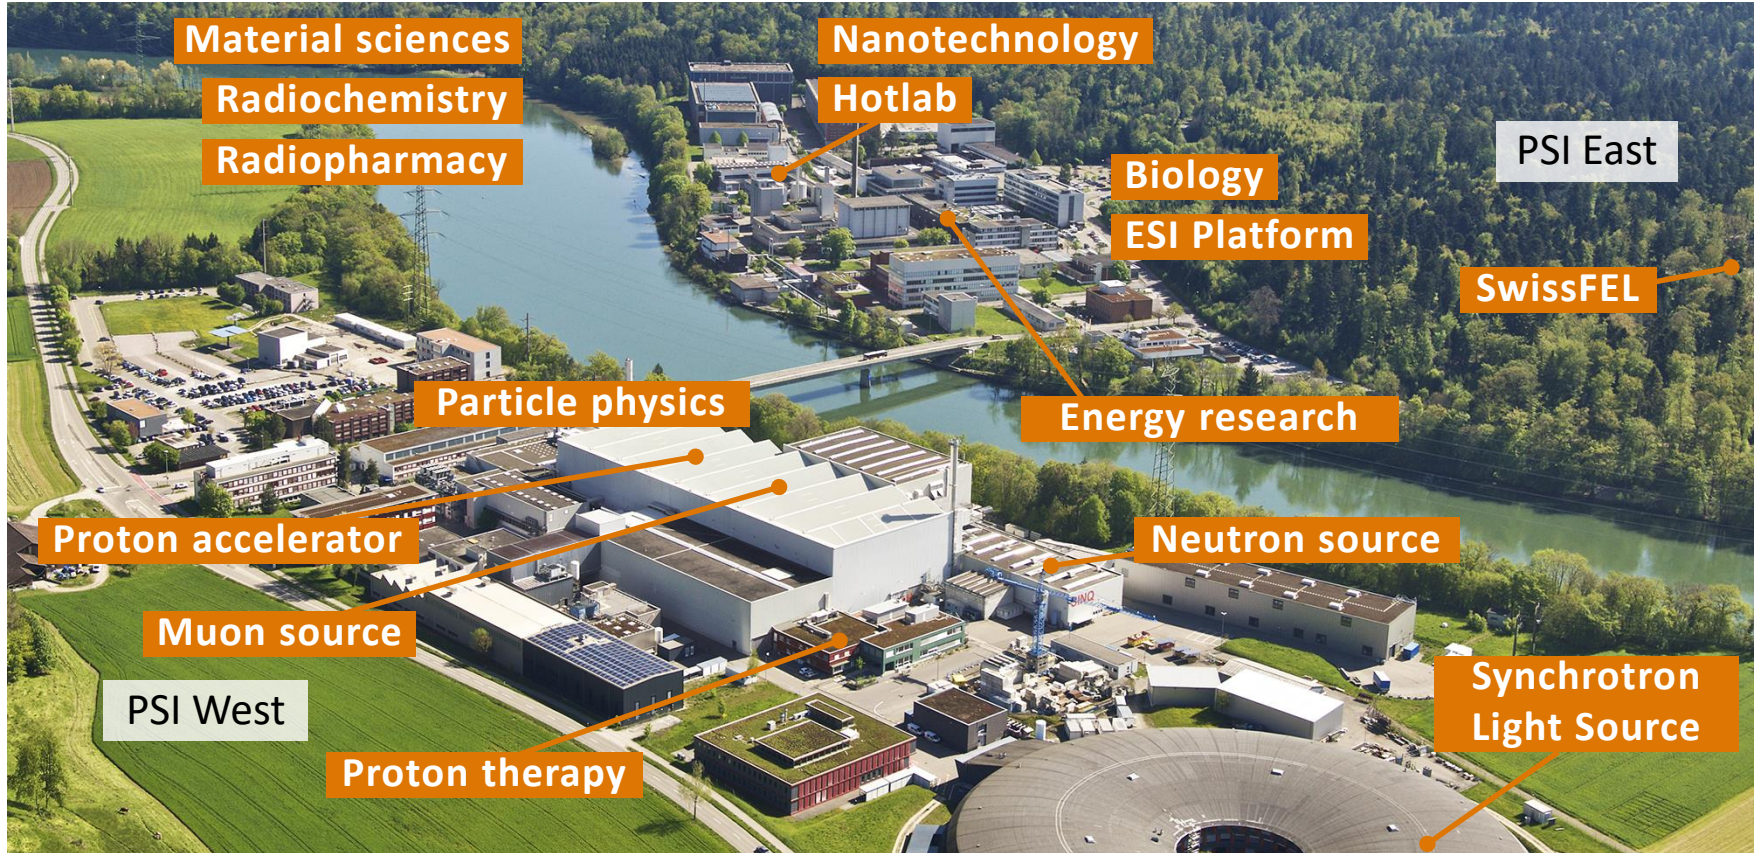 Material sciences
Nanotechnology
Radiochemistry
Hotlab
Radiopharmacy
PSI East
Biology
ESI Platform
SwissFEL
Particle physics
Energy research
Proton accelerator
Neutron source
SINQ
Muon source
PSI West
Synchrotron
Light Source
Proton therapy